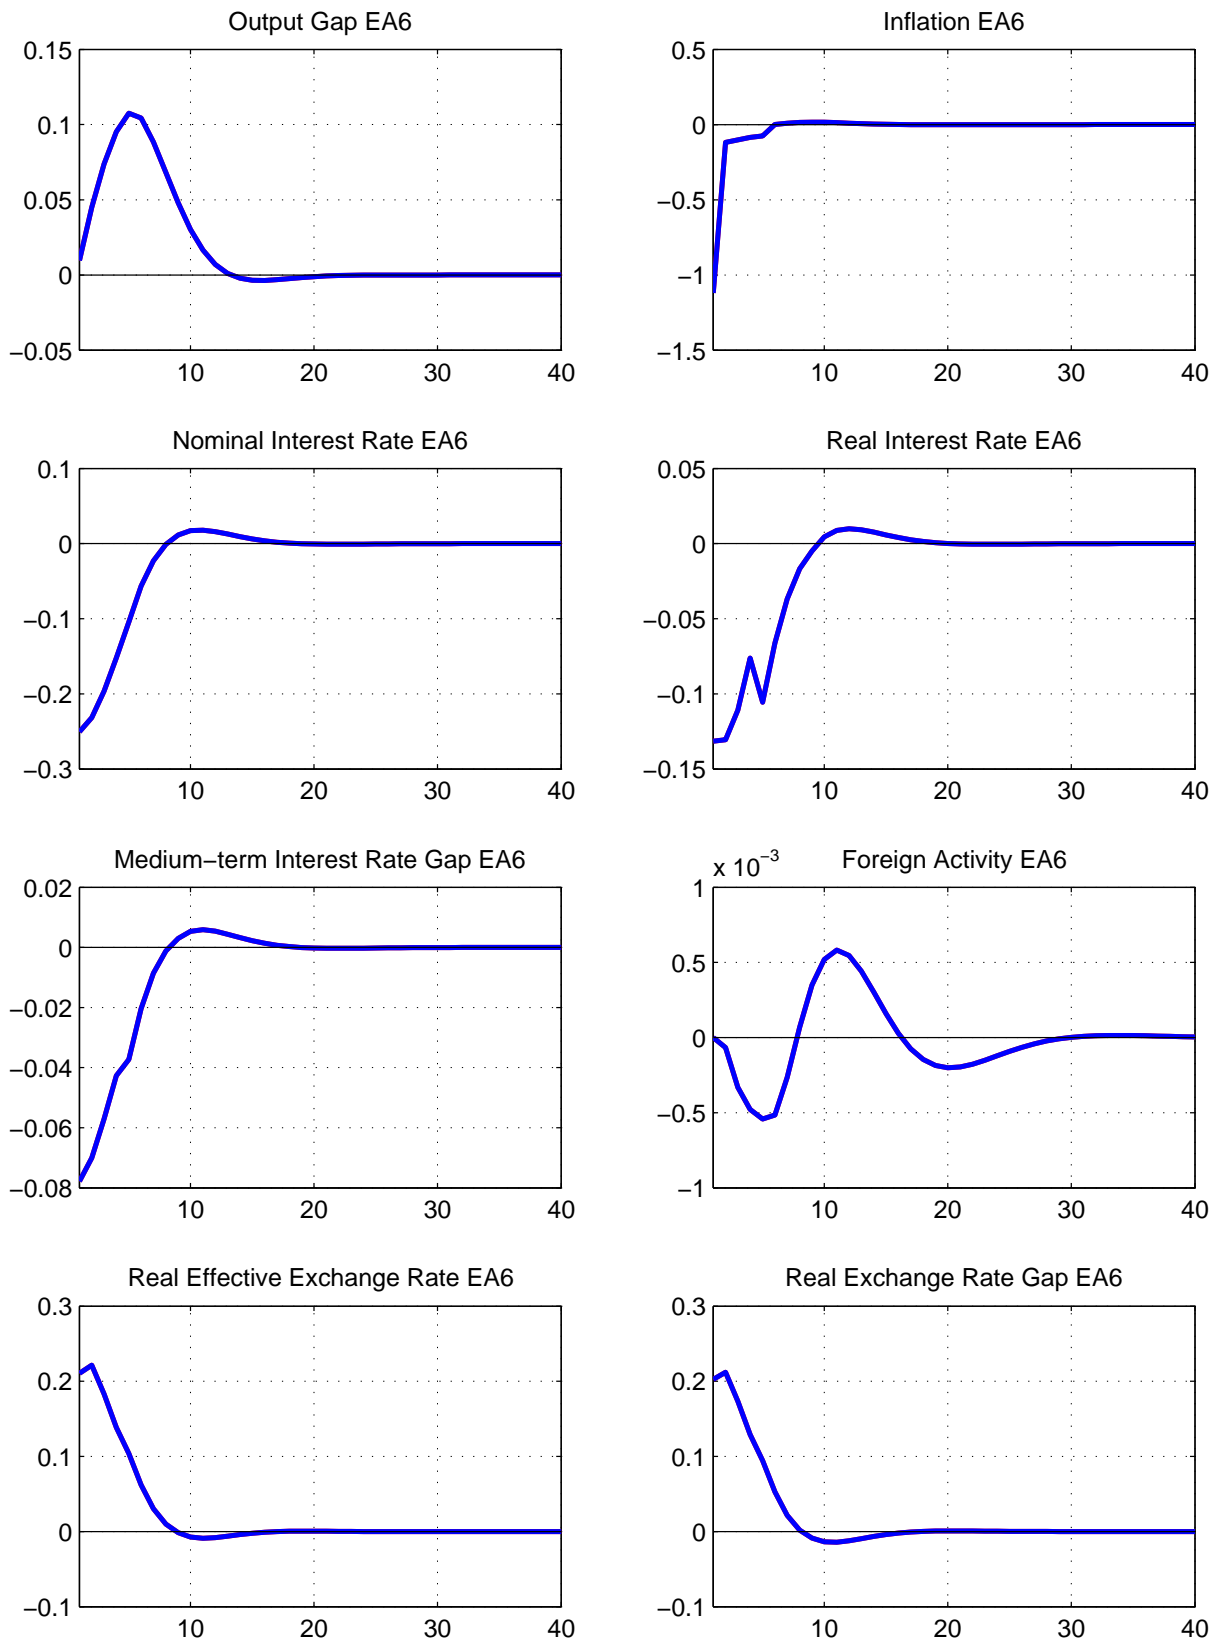 Output Gap EA6
0.15
0.1
0.05
0
−0.05
10 20 30 40
Inflation EA6
0.5
0
−0.5
−1
−1.5
10 20 30 40
Nominal Interest Rate EA6
0.1
0
−0.1
−0.2
−0.3
10 20 30 40
Real Interest Rate EA6
0.05
0
−0.05
−0.1
−0.15
10 20 30 40
Medium−term Interest Rate Gap EA6
0.02
0
−0.02
−0.04
−0.06
−0.08
10 20 30 40
Foreign Activity EA6
x 10−3
1
0.5
0
−0.5
−1
10 20 30 40
Real Effective Exchange Rate EA6
0.3
0.2
0.1
0
−0.1
10 20 30 40
Real Exchange Rate Gap EA6
0.3
0.2
0.1
0
−0.1
10 20 30 40